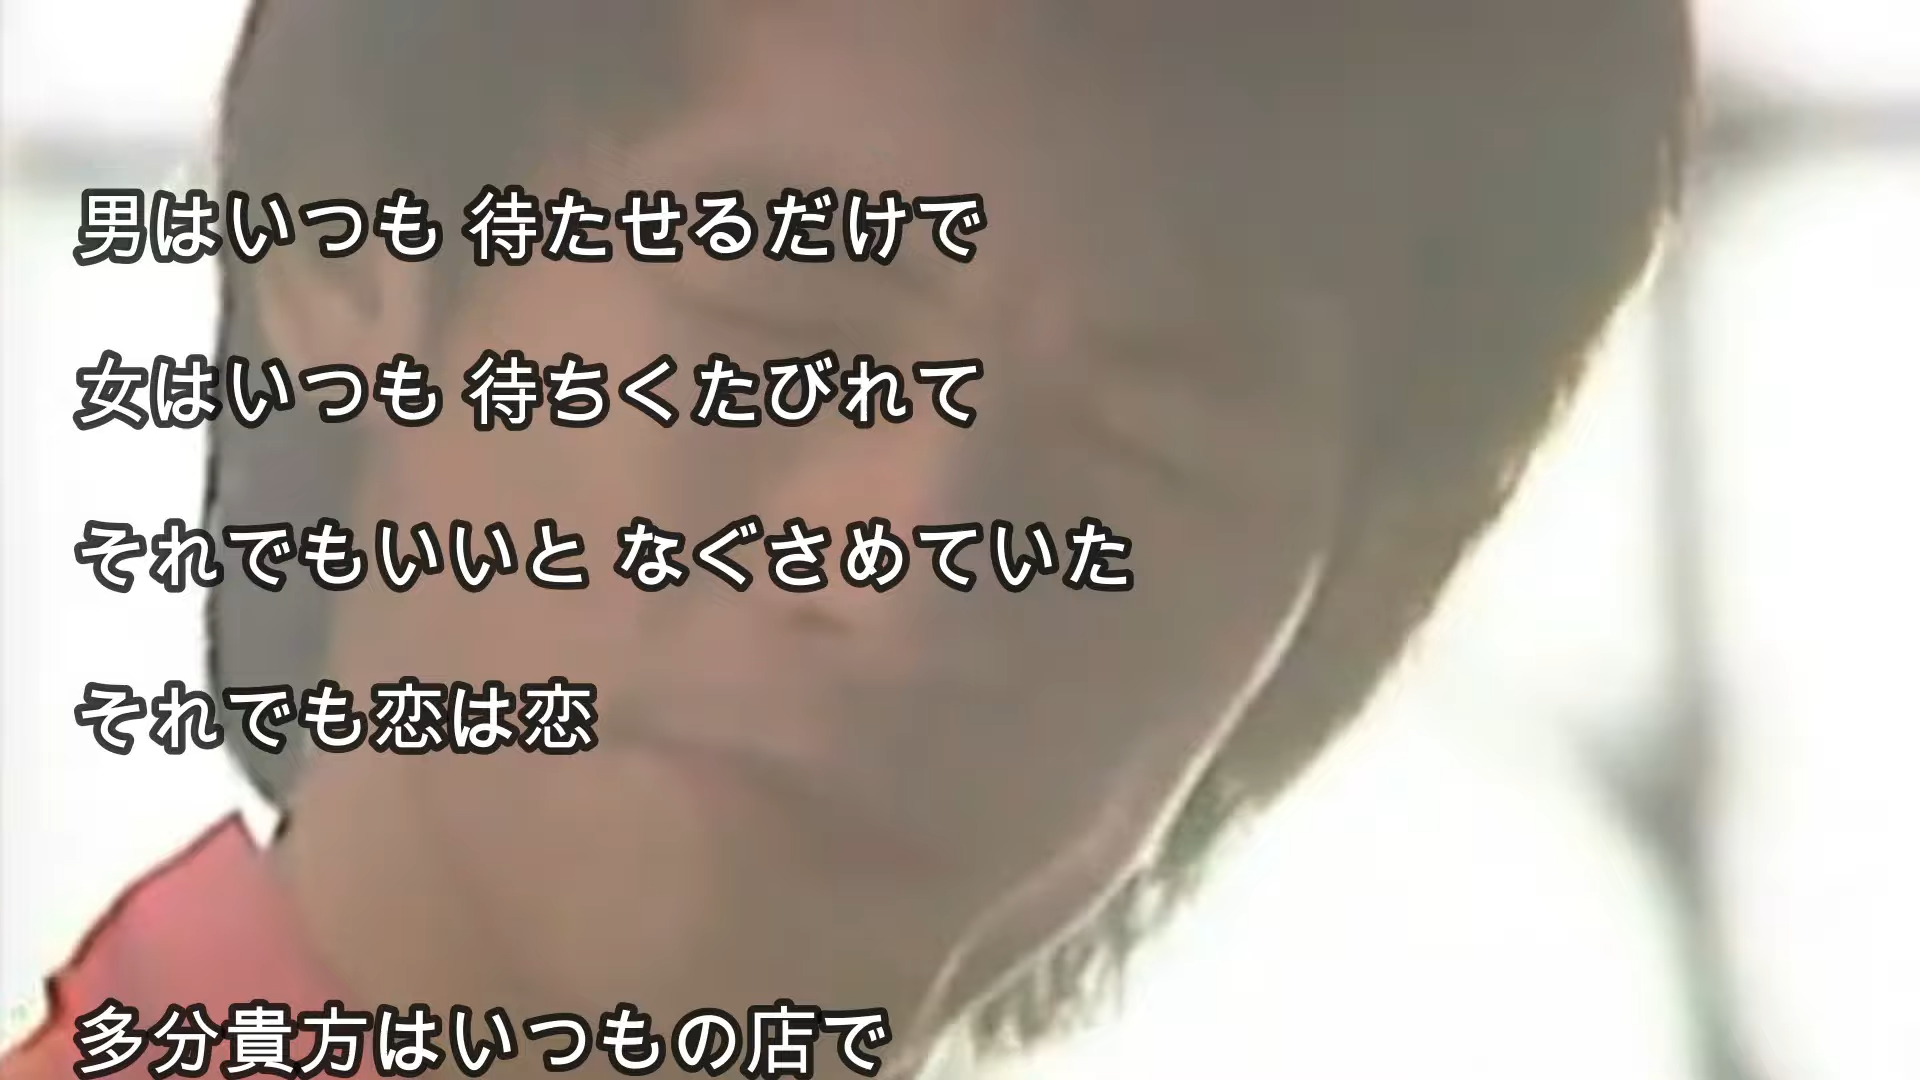 男はいつも 待たせるだけで
女はいつも 待ちくたびれて
それでもいいと なぐさめていた
それでも恋は恋
多分貴方はいつもの店で